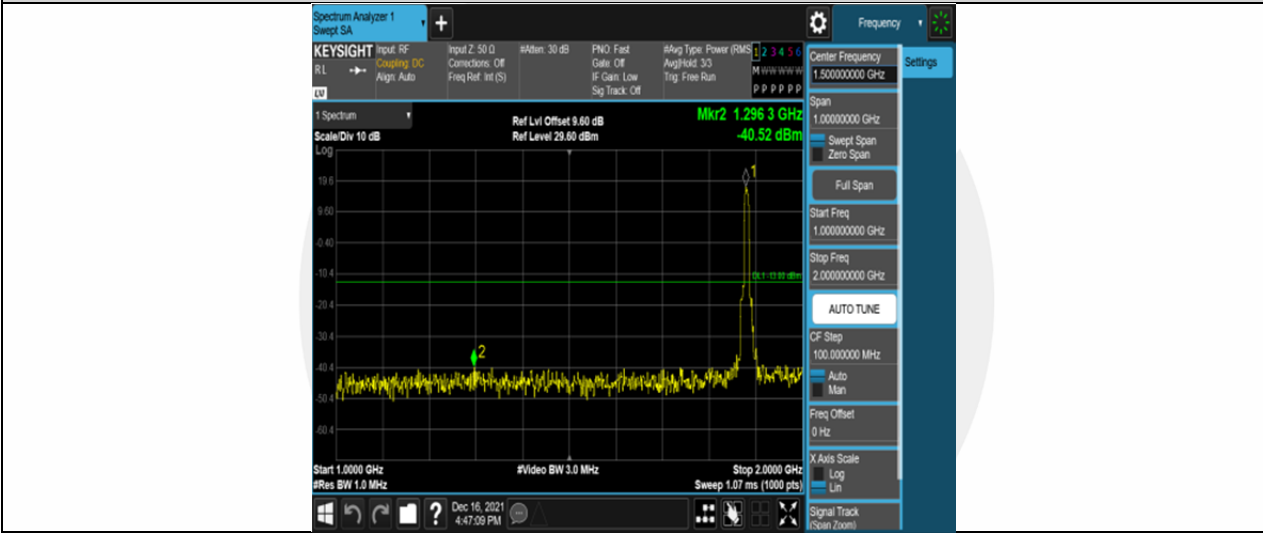 Spectrum Analyzer 1
Swept SA
Frequency
KEYSIGHT
RL
LV
Input: RF
Coupling: DC
Align: Auto
Input Z: 50 Ω
Corrections: Off
Freq Ref: Int (S)
#Atten: 30 dB
PNO: Fast
Gate: Off
IF Gain: Low
Sig Track: Off
#Avg Type: Power (RMS
Avg|Hold: 3/3
Trig: Free Run
1 2 3 4 5 6
M W W W W W
P P P P P P
1 Spectrum
Scale/Div 10 dB
Log
Ref Lvl Offset 9.60 dB
Ref Level 29.60 dBm
Mkr2 1.296 3 GHz
-40.52 dBm
19.6
9.60
-0.40
-10.4
-20.4
-30.4
-40.4
-50.4
-60.4
1
DL1 -13.00 dBm
2
Start 1.0000 GHz
#Res BW 1.0 MHz
#Video BW 3.0 MHz
Stop 2.0000 GHz
Sweep 1.07 ms (1000 pts)
Dec 16, 2021
4:47:09 PM
Center Frequency
1.500000000 GHz
Settings
Span
1.00000000 GHz
Swept Span
Zero Span
Full Span
Start Freq
1.000000000 GHz
Stop Freq
2.000000000 GHz
AUTO TUNE
CF Step
100.000000 MHz
Auto
Man
Freq Offset
0 Hz
X Axis Scale
Log
Lin
Signal Track
(Span Zoom)